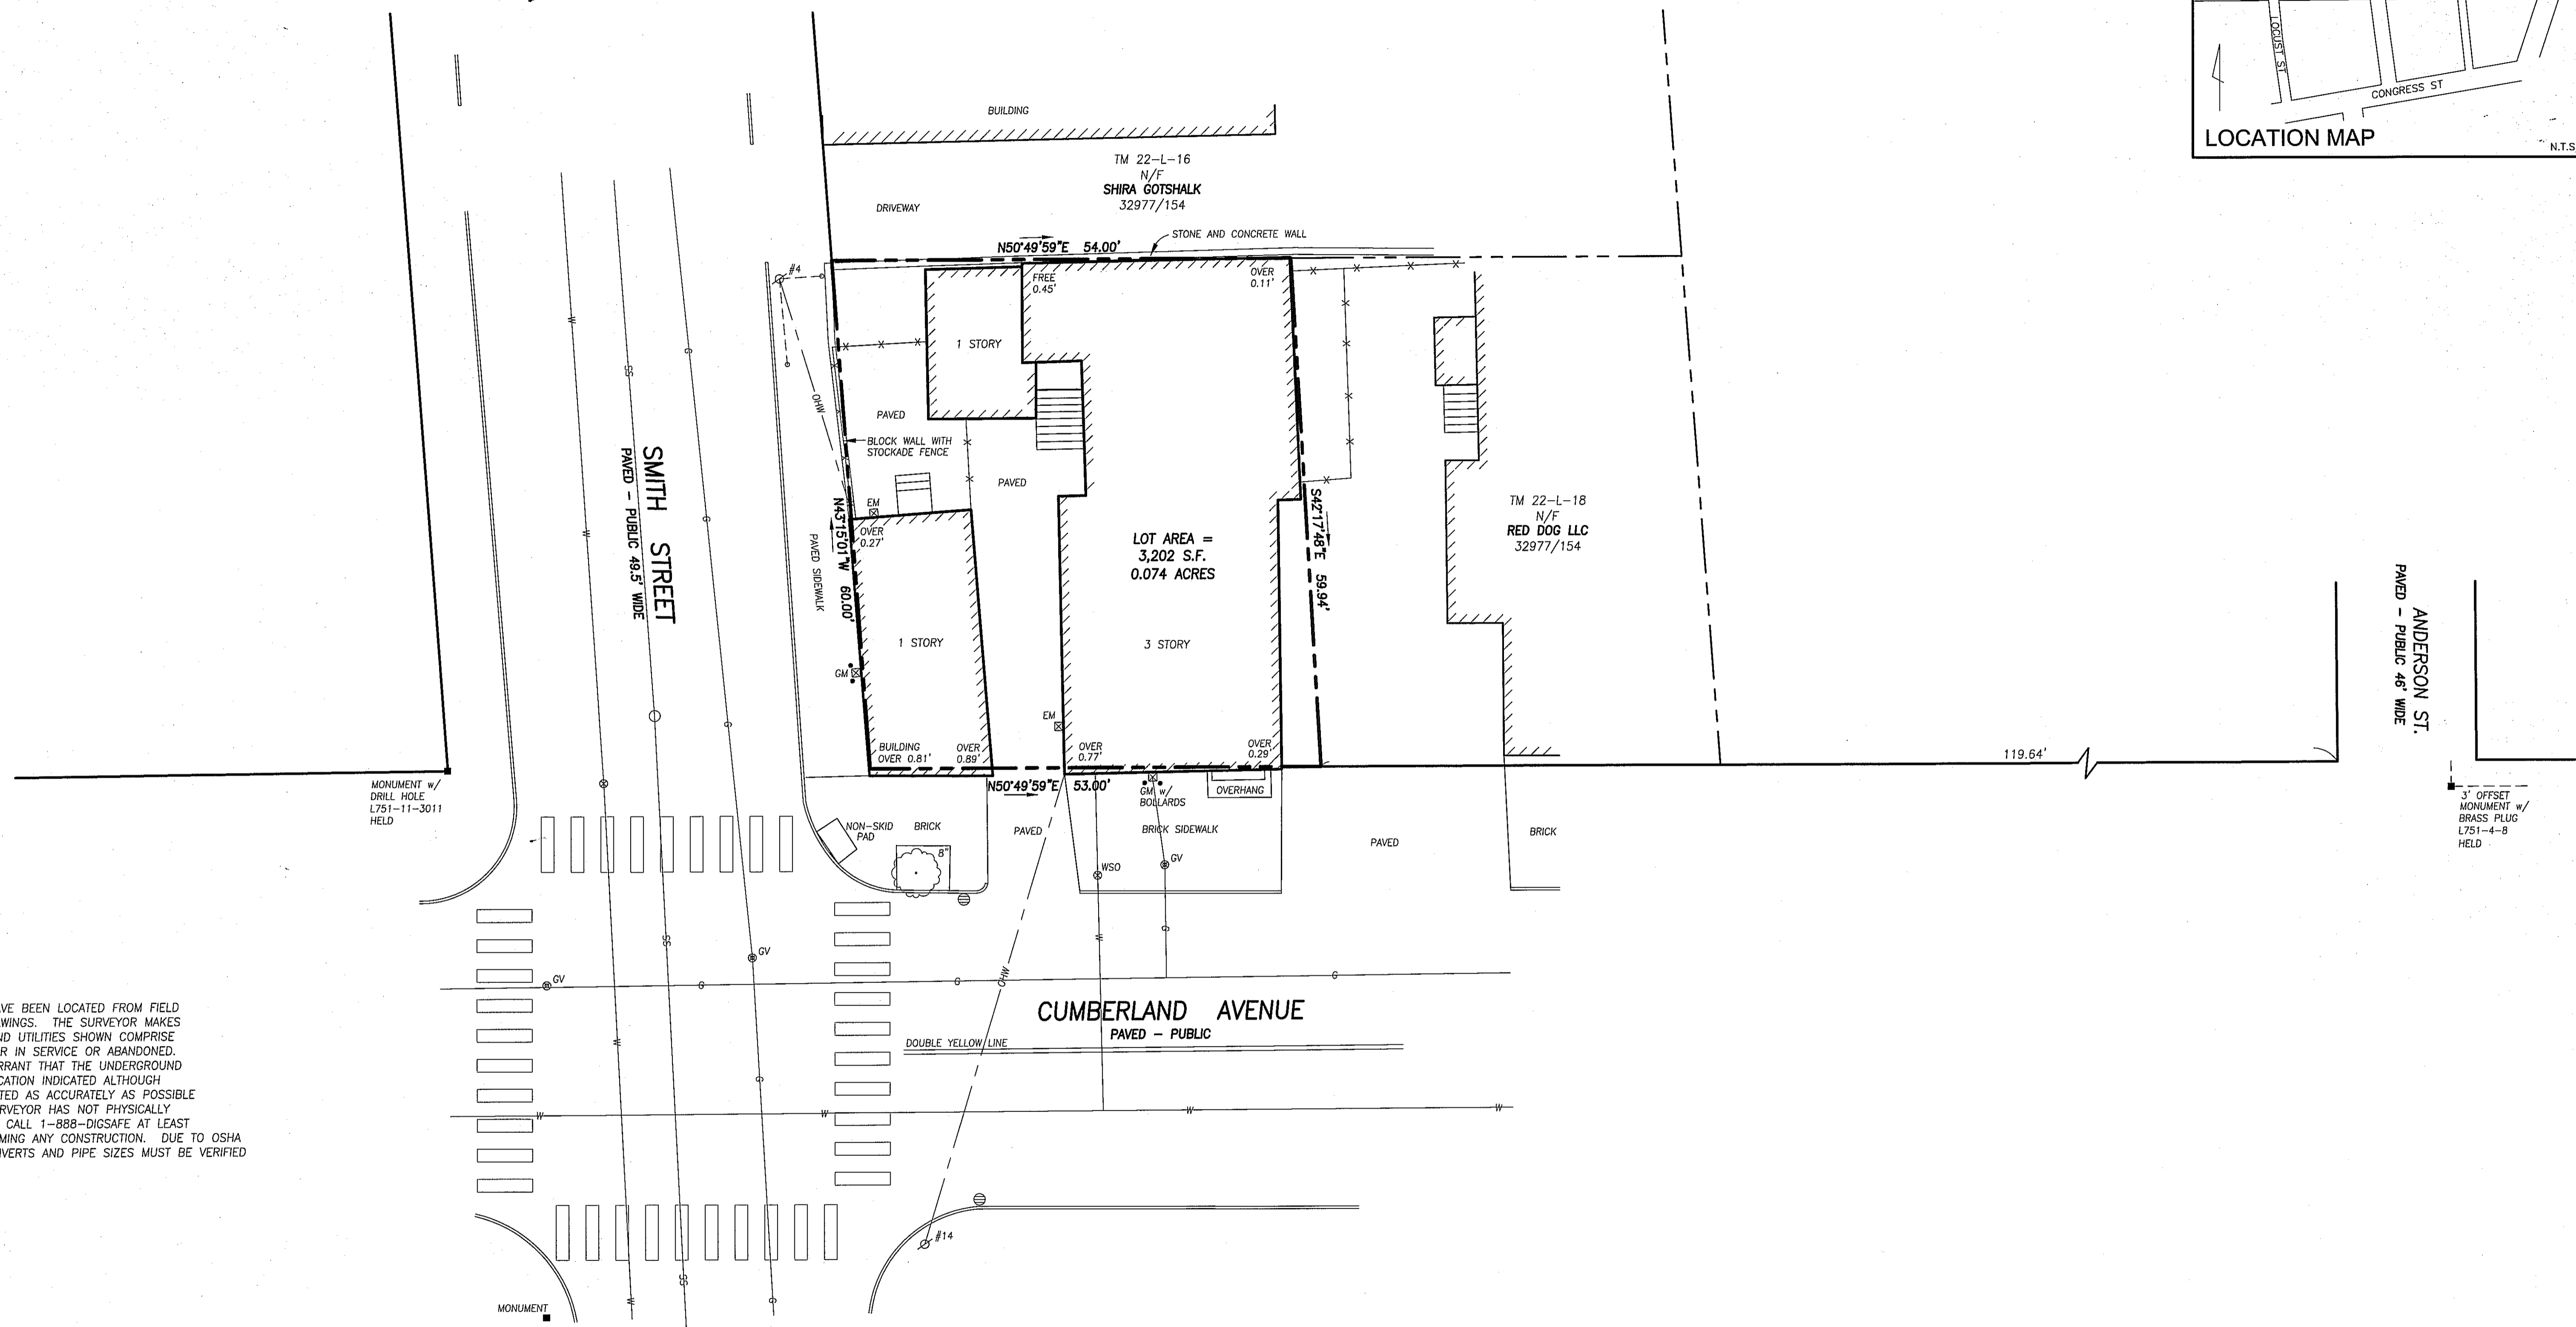 LOCUST ST
CONGRESS ST
LOCATION MAP
N.T.S
BUILDING
TM 22-L-16
N/F
SHIRA GOTSHALK
32977/154
DRIVEWAY
STONE AND CONCRETE WALL
N50°49'59"E 54.00'
#4
FREE
0.45'
OVER
0.11'
1 STORY
OHW
PAVED
BLOCK WALL WITH
STOCKADE FENCE
PAVED
EM
SMITH STREET
PAVED - PUBLIC 49.5' WIDE
PAVED SIDEWALK
N43°15'01"W 60.00'
OVER
0.27'
S42°17'48"E 59.94'
LOT AREA =
3,202 S.F.
0.074 ACRES
TM 22-L-18
N/F
RED DOG LLC
32977/154
1 STORY
3 STORY
GM
EM
BUILDING
OVER 0.81'
OVER
0.89'
OVER
0.77'
OVER
0.29'
ANDERSON ST.
PAVED - PUBLIC 46' WIDE
119.64'
N50°49'59"E 53.00'
GM w/
BOLLARDS
OVERHANG
MONUMENT w/
DRILL HOLE
L751-11-3011
HELD
3' OFFSET
MONUMENT w/
BRASS PLUG
L751-4-8
HELD
NON-SKID
PAD
BRICK
PAVED
BRICK SIDEWALK
PAVED
BRICK
8"
WSO
GV
W
SS
G
W
G
G
W
G
SS
GV
GV
G
G
OHW
G
CUMBERLAND AVENUE
PAVED - PUBLIC
DOUBLE YELLOW LINE
W
G
W
W
W
W
#14
SS
W
G
MONUMENT
VE BEEN LOCATED FROM FIELD
WINGS. THE SURVEYOR MAKES
ND UTILITIES SHOWN COMPRISE
R IN SERVICE OR ABANDONED.
RRANT THAT THE UNDERGROUND
CATION INDICATED ALTHOUGH
TED AS ACCURATELY AS POSSIBLE
RVEYOR HAS NOT PHYSICALLY
CALL 1-888-DIGSAFE AT LEAST
MING ANY CONSTRUCTION. DUE TO OSHA
VERTS AND PIPE SIZES MUST BE VERIFIED